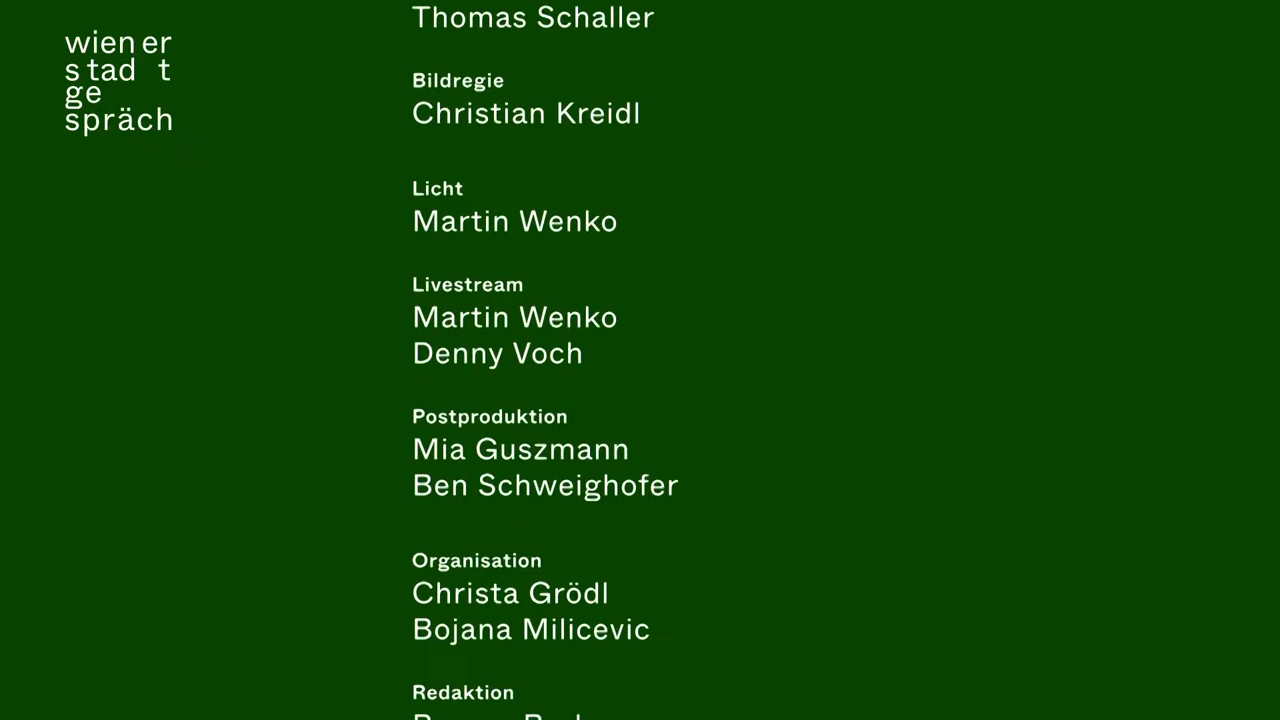 wiener
stadt
ge
spräch
Thomas Schaller
Bildregie
Christian Kreidl
Licht
Martin Wenko
Livestream
Martin Wenko
Denny Voch
Postproduktion
Mia Guszmann
Ben Schweighofer
Organisation
Christa Grödl
Bojana Milicevic
Redaktion